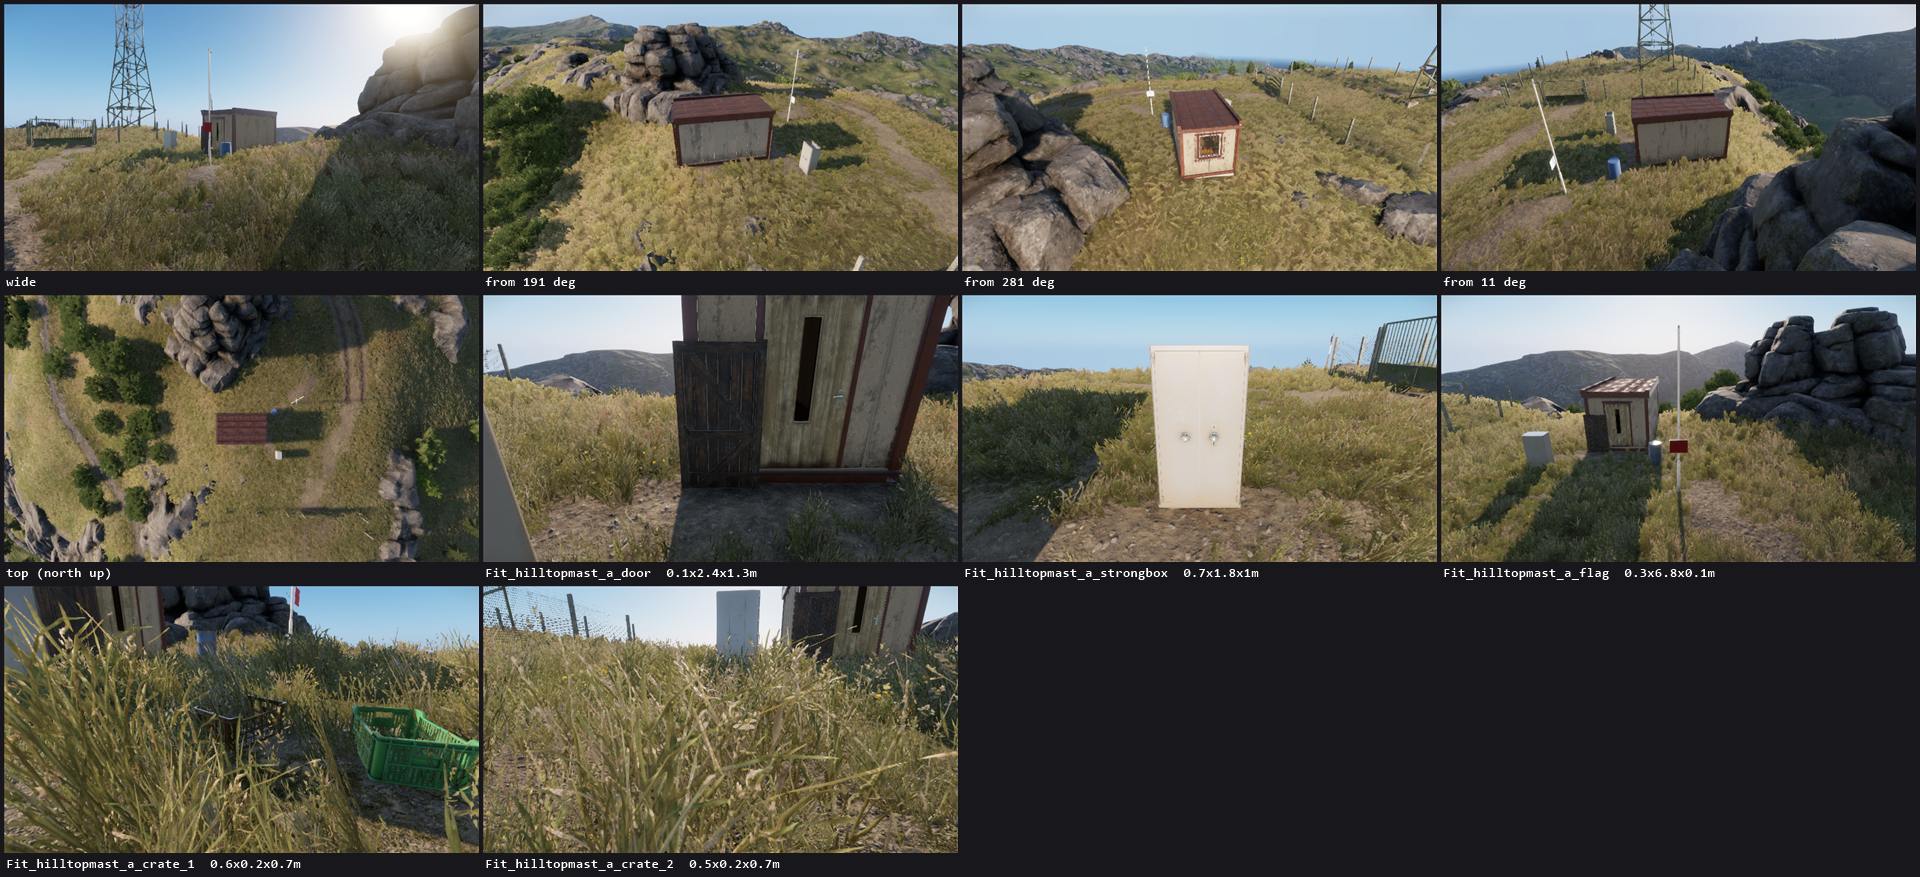 wide
from 191 deg
from 281 deg
from 11 deg
top (north up)
Fit_hilltopmast_a_door 0.1x2.4x1.3m
Fit_hilltopmast_a_strongbox 0.7x1.8x1m
Fit_hilltopmast_a_flag 0.3x6.8x0.1m
Fit_hilltopmast_a_crate_1 0.6x0.2x0.7m
Fit_hilltopmast_a_crate_2 0.5x0.2x0.7m